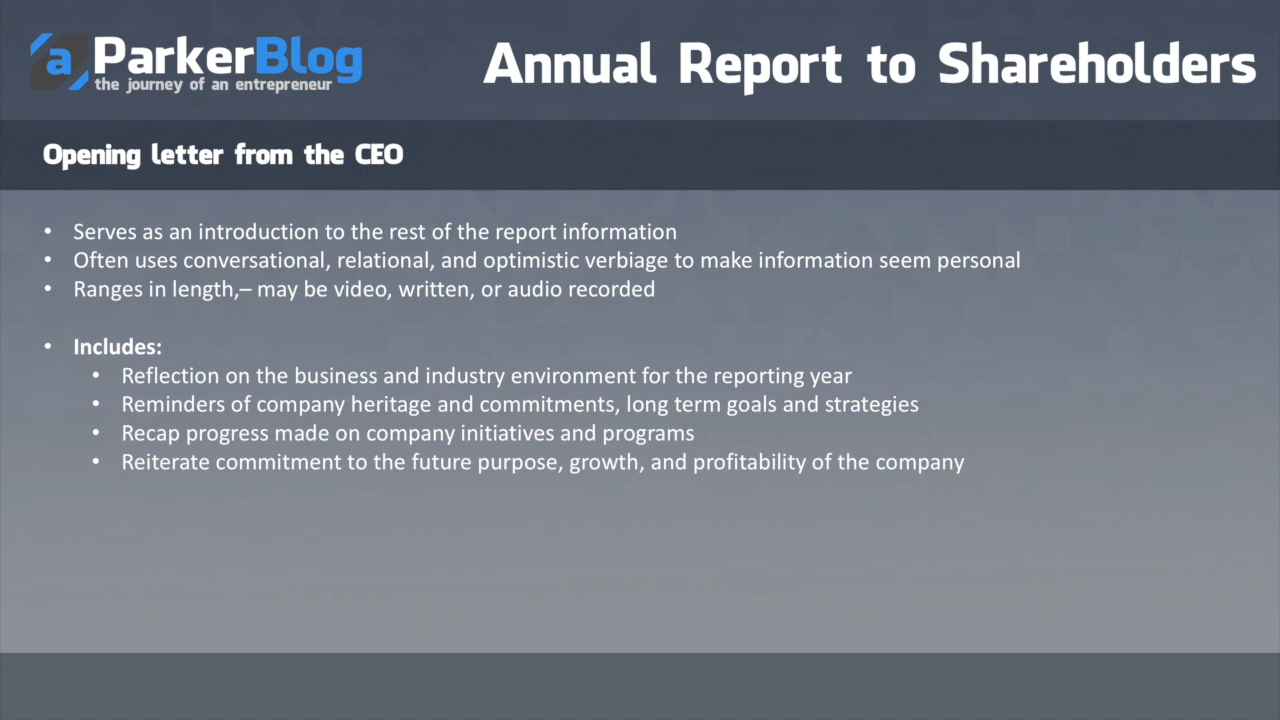 a ParkerBlog
the journey of an entrepreneur
Annual Report to Shareholders
Opening letter from the CEO
• Serves as an introduction to the rest of the report information
• Often uses conversational, relational, and optimistic verbiage to make information seem personal
• Ranges in length,– may be video, written, or audio recorded
• Includes:
• Reflection on the business and industry environment for the reporting year
• Reminders of company heritage and commitments, long term goals and strategies
• Recap progress made on company initiatives and programs
• Reiterate commitment to the future purpose, growth, and profitability of the company